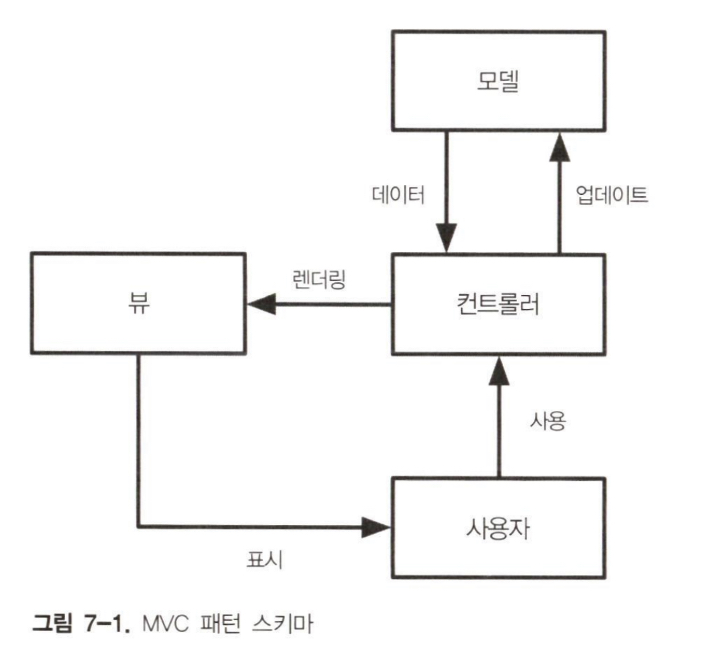 모델
데이터
업데이트
렌더링
뷰
컨트롤러
사용
사용자
표시
그림 7-1. MVC 패턴 스키마